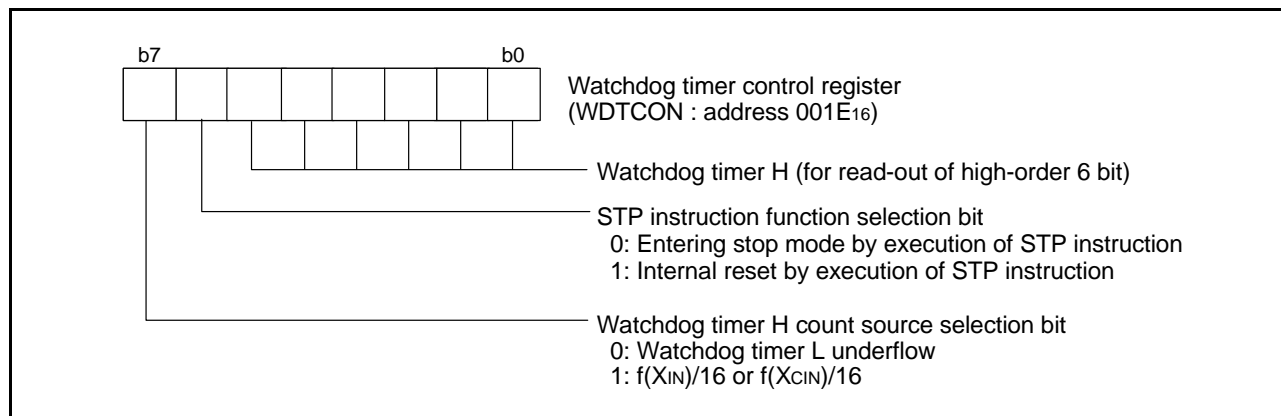 b7 b0
Watchdog timer control register
(WDTCON : address 001E16)
Watchdog timer H (for read-out of high-order 6 bit)
STP instruction function selection bit
0: Entering stop mode by execution of STP instruction
1: Internal reset by execution of STP instruction
Watchdog timer H count source selection bit
0: Watchdog timer L underflow
1: f(XIN)/16 or f(XCIN)/16